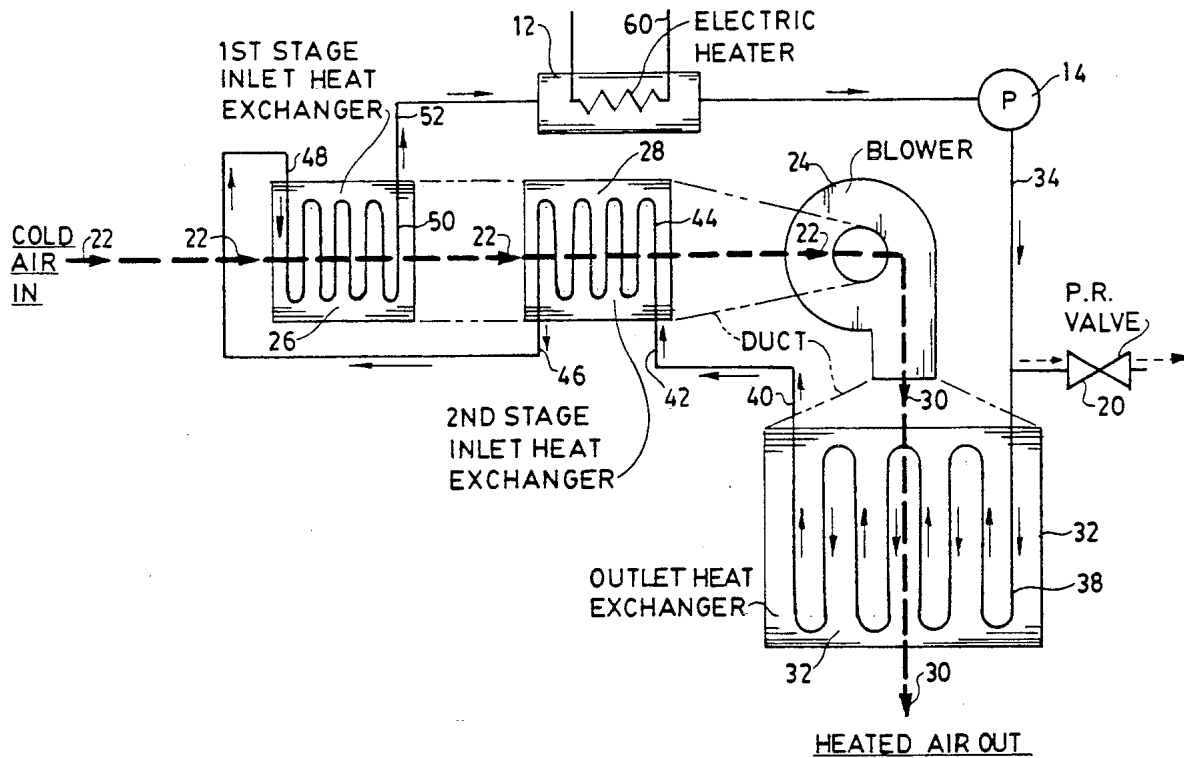 12
60
ELECTRIC
HEATER
1ST STAGE
INLET HEAT
EXCHANGER
14
P
52
48
28
24
BLOWER
34
50
44
COLD
AIR
IN
22
22
22
22
26
P.R.
VALVE
DUCT
46
42
40
30
20
2ND STAGE
INLET HEAT
EXCHANGER
32
OUTLET HEAT
EXCHANGER
38
32
30
HEATED AIR OUT